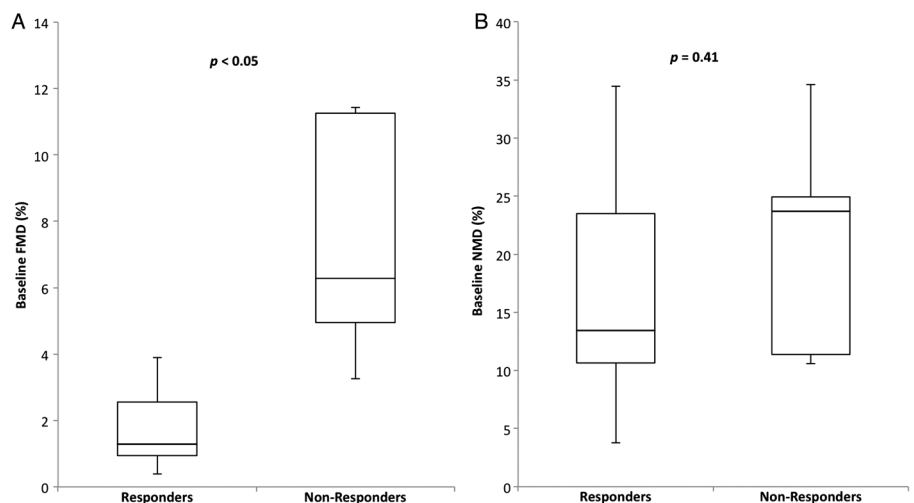 A
14
12
10
8
6
4
2
0
Baseline FMD (%)
p < 0.05
Responders
Non-Responders
B
40
35
30
25
20
15
10
5
0
Baseline NMD (%)
p = 0.41
Responders
Non-Responders